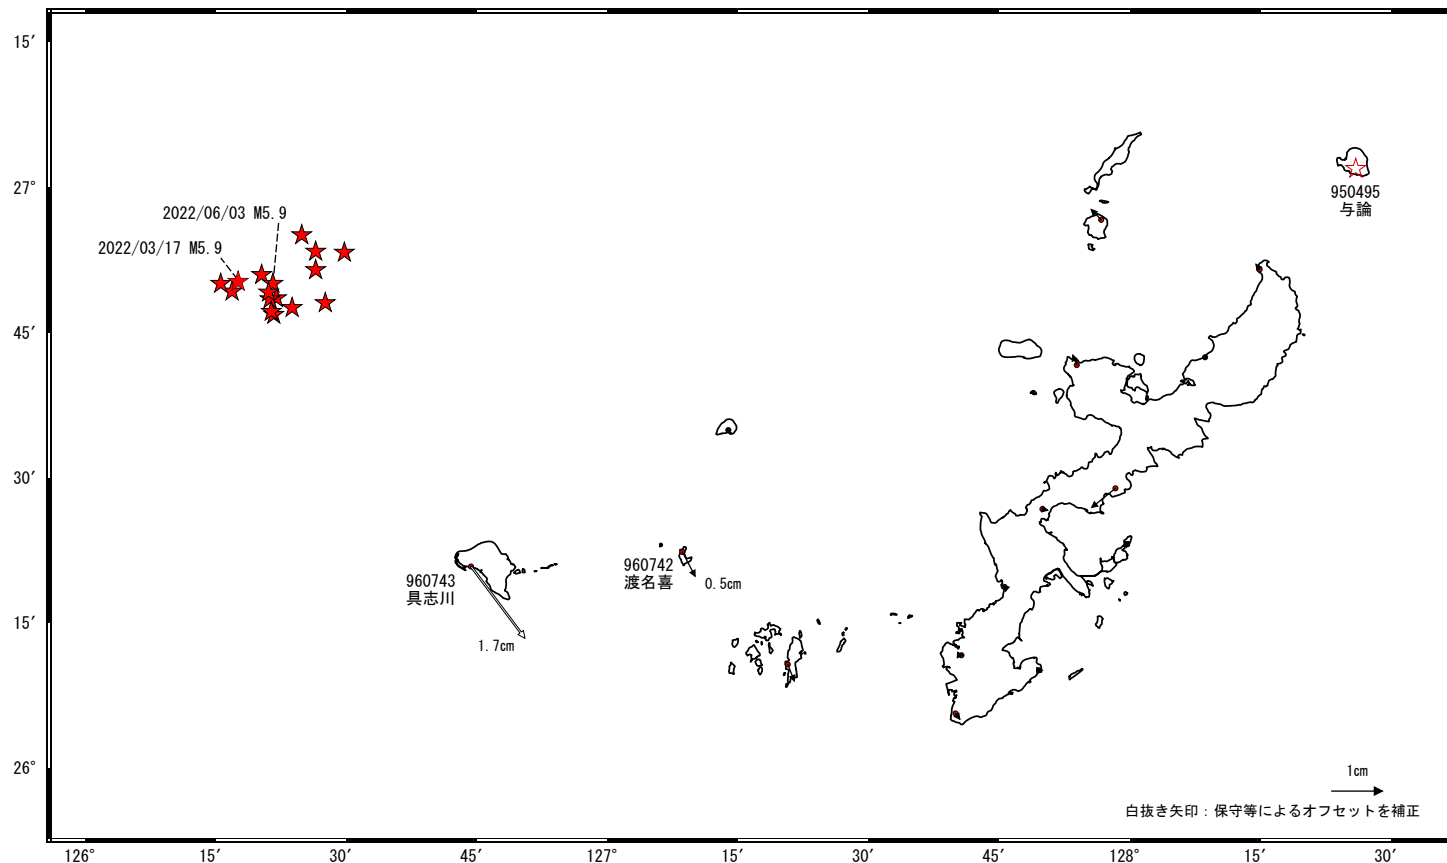 15′
27°
45′
30′
15′
26°
2022/06/03 M5.9
2022/03/17 M5.9
950495
与論
960743
具志川
1.7cm
960742
渡名喜
0.5cm
1cm
白抜き矢印：保守等によるオフセットを補正
126° 15′ 30′ 45′ 127° 15′ 30′ 45′ 128° 15′ 30′